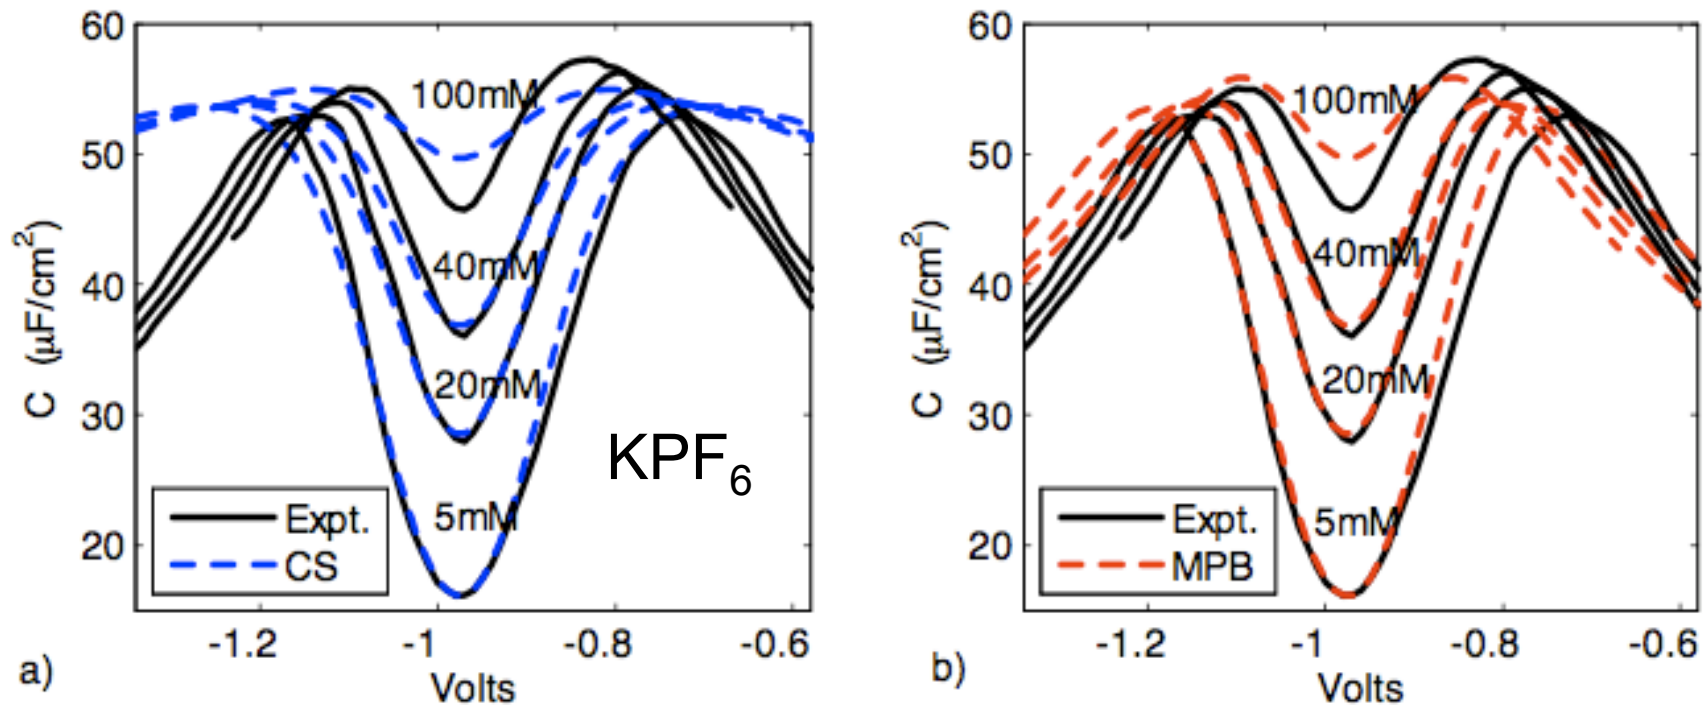 60
50
40
30
20
C (μF/cm²)
100mM
40mM
20mM
5mM
KPF₆
Expt.
CS
-1.2
-1
-0.8
-0.6
Volts
a)
60
50
40
30
20
C (μF/cm²)
100mM
40mM
20mM
5mM
Expt.
MPB
-1.2
-1
-0.8
-0.6
Volts
b)